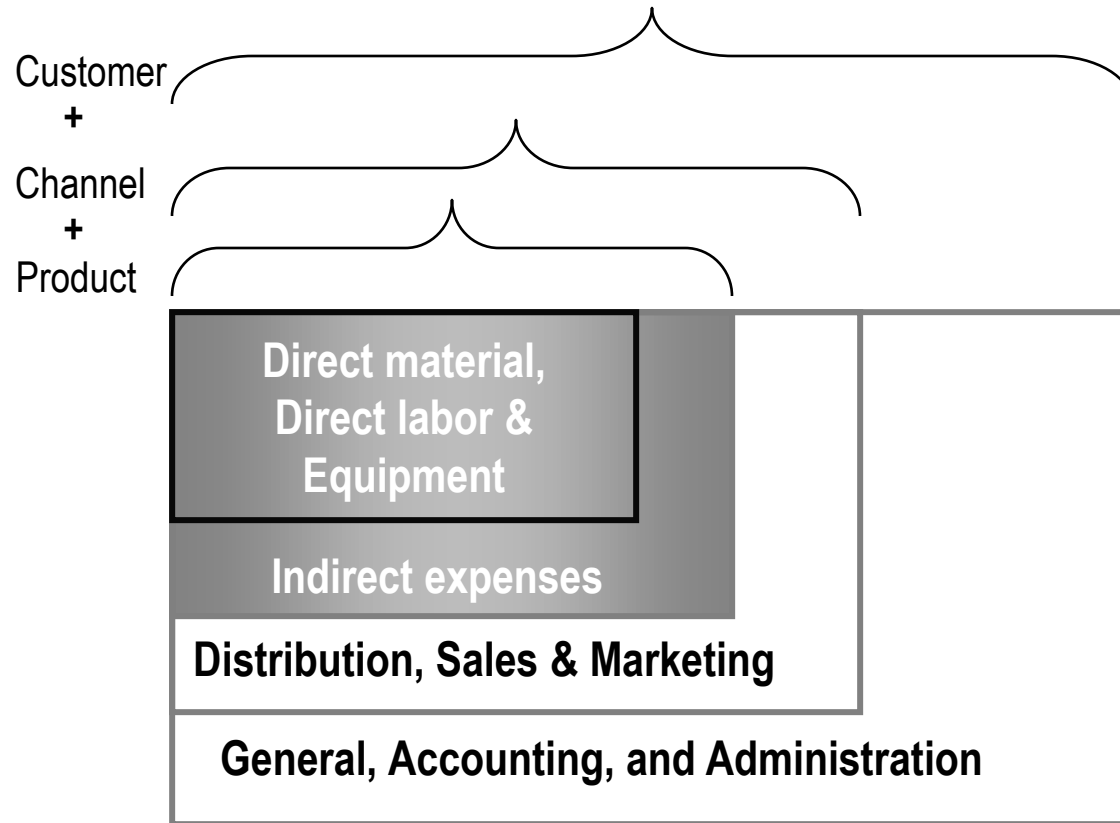 Customer
+
Channel
+
Product
Direct material,
Direct labor &
Equipment
Indirect expenses
Distribution, Sales & Marketing
General, Accounting, and Administration